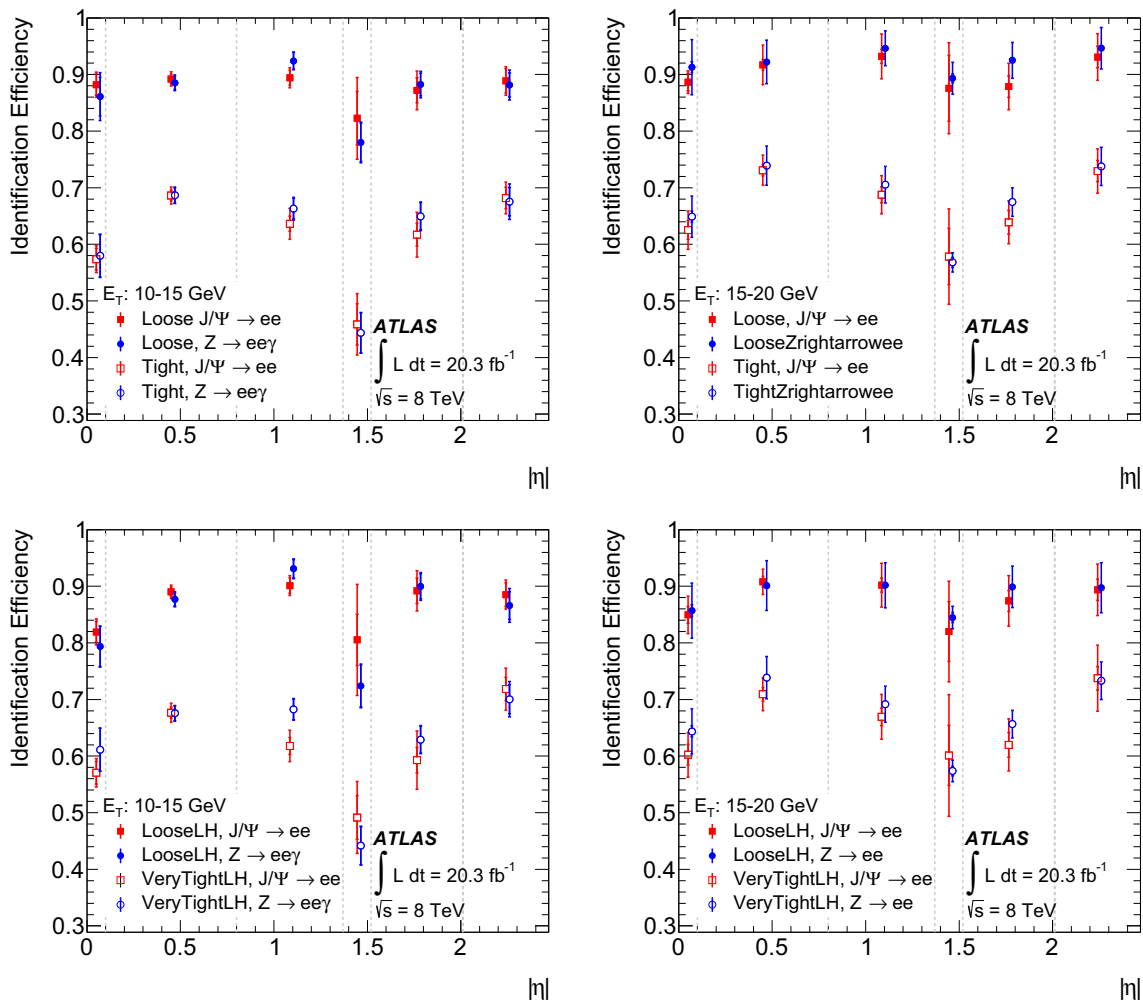 Identification Efficiency
1
0.9
0.8
0.7
0.6
0.5
0.4
0.3
E_T: 10-15 GeV
Loose J/Ψ → ee
Loose, Z → eeγ
Tight, J/Ψ → ee
Tight, Z → eeγ
ATLAS
∫ L dt = 20.3 fb⁻¹
√s = 8 TeV
0 0.5 1 1.5 2
|η|
Identification Efficiency
1
0.9
0.8
0.7
0.6
0.5
0.4
0.3
E_T: 15-20 GeV
Loose, J/Ψ → ee
LooseZrightarrowee
Tight, J/Ψ → ee
TightZrightarrowee
ATLAS
∫ L dt = 20.3 fb⁻¹
√s = 8 TeV
0 0.5 1 1.5 2
|η|
Identification Efficiency
1
0.9
0.8
0.7
0.6
0.5
0.4
0.3
E_T: 10-15 GeV
LooseLH, J/Ψ → ee
LooseLH, Z → eeγ
VeryTightLH, J/Ψ → ee
VeryTightLH, Z → eeγ
ATLAS
∫ L dt = 20.3 fb⁻¹
√s = 8 TeV
0 0.5 1 1.5 2
|η|
Identification Efficiency
1
0.9
0.8
0.7
0.6
0.5
0.4
0.3
E_T: 15-20 GeV
LooseLH, J/Ψ → ee
LooseLH, Z → ee
VeryTightLH, J/Ψ → ee
VeryTightLH, Z → ee
ATLAS
∫ L dt = 20.3 fb⁻¹
√s = 8 TeV
0 0.5 1 1.5 2
|η|